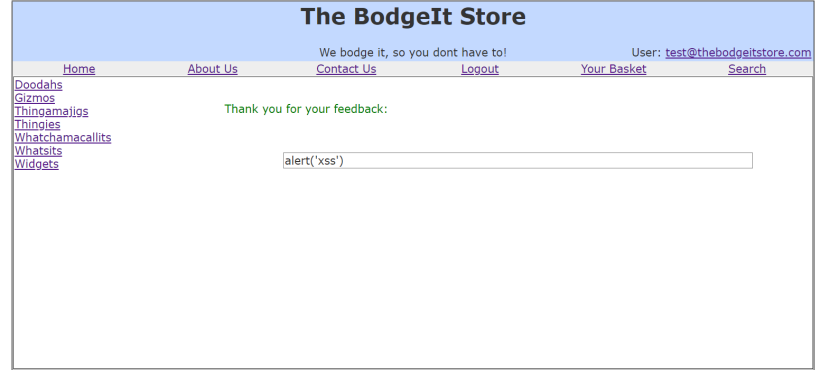 The BodgeIt Store
We bodge it, so you dont have to! User: test@thebodgeitstore.com
Home About Us Contact Us Logout Your Basket Search
Doodahs
Gizmos
Thingamajigs
Thingies
Whatchamacallits
Whatsits
Widgets
Thank you for your feedback:
alert('xss')